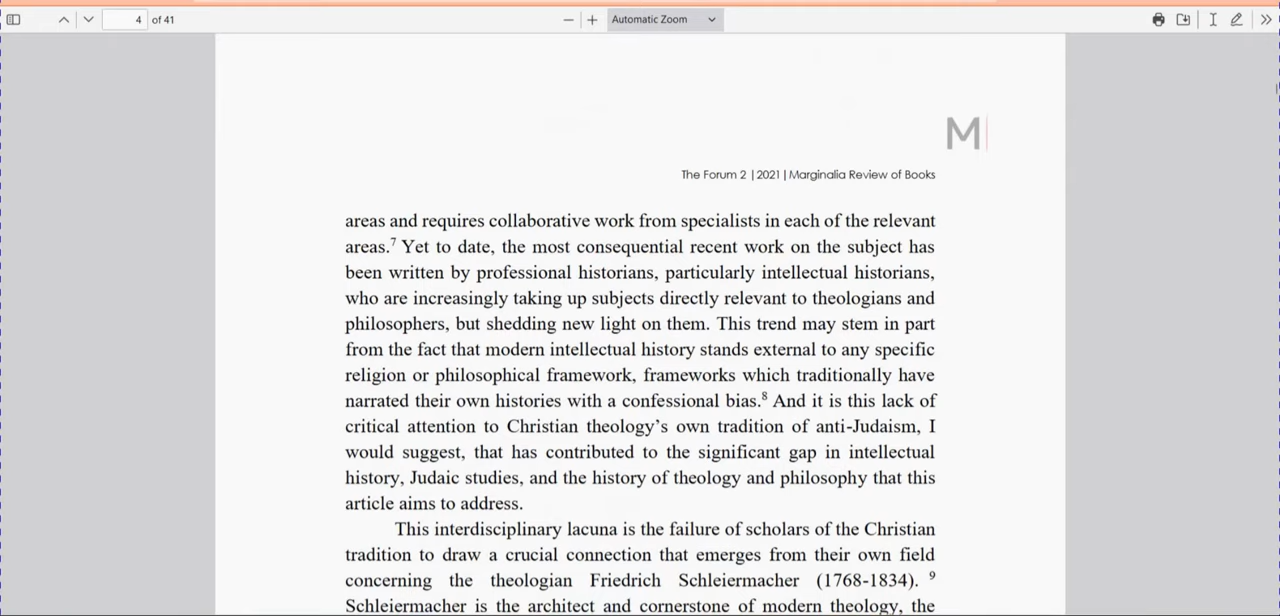 4 of 41 Automatic Zoom
M
The Forum 2 | 2021 | Marginalia Review of Books
areas and requires collaborative work from specialists in each of the relevant
areas.7 Yet to date, the most consequential recent work on the subject has
been written by professional historians, particularly intellectual historians,
who are increasingly taking up subjects directly relevant to theologians and
philosophers, but shedding new light on them. This trend may stem in part
from the fact that modern intellectual history stands external to any specific
religion or philosophical framework, frameworks which traditionally have
narrated their own histories with a confessional bias.8 And it is this lack of
critical attention to Christian theology’s own tradition of anti-Judaism, I
would suggest, that has contributed to the significant gap in intellectual
history, Judaic studies, and the history of theology and philosophy that this
article aims to address.
This interdisciplinary lacuna is the failure of scholars of the Christian
tradition to draw a crucial connection that emerges from their own field
concerning the theologian Friedrich Schleiermacher (1768-1834). 9
Schleiermacher is the architect and cornerstone of modern theology, the